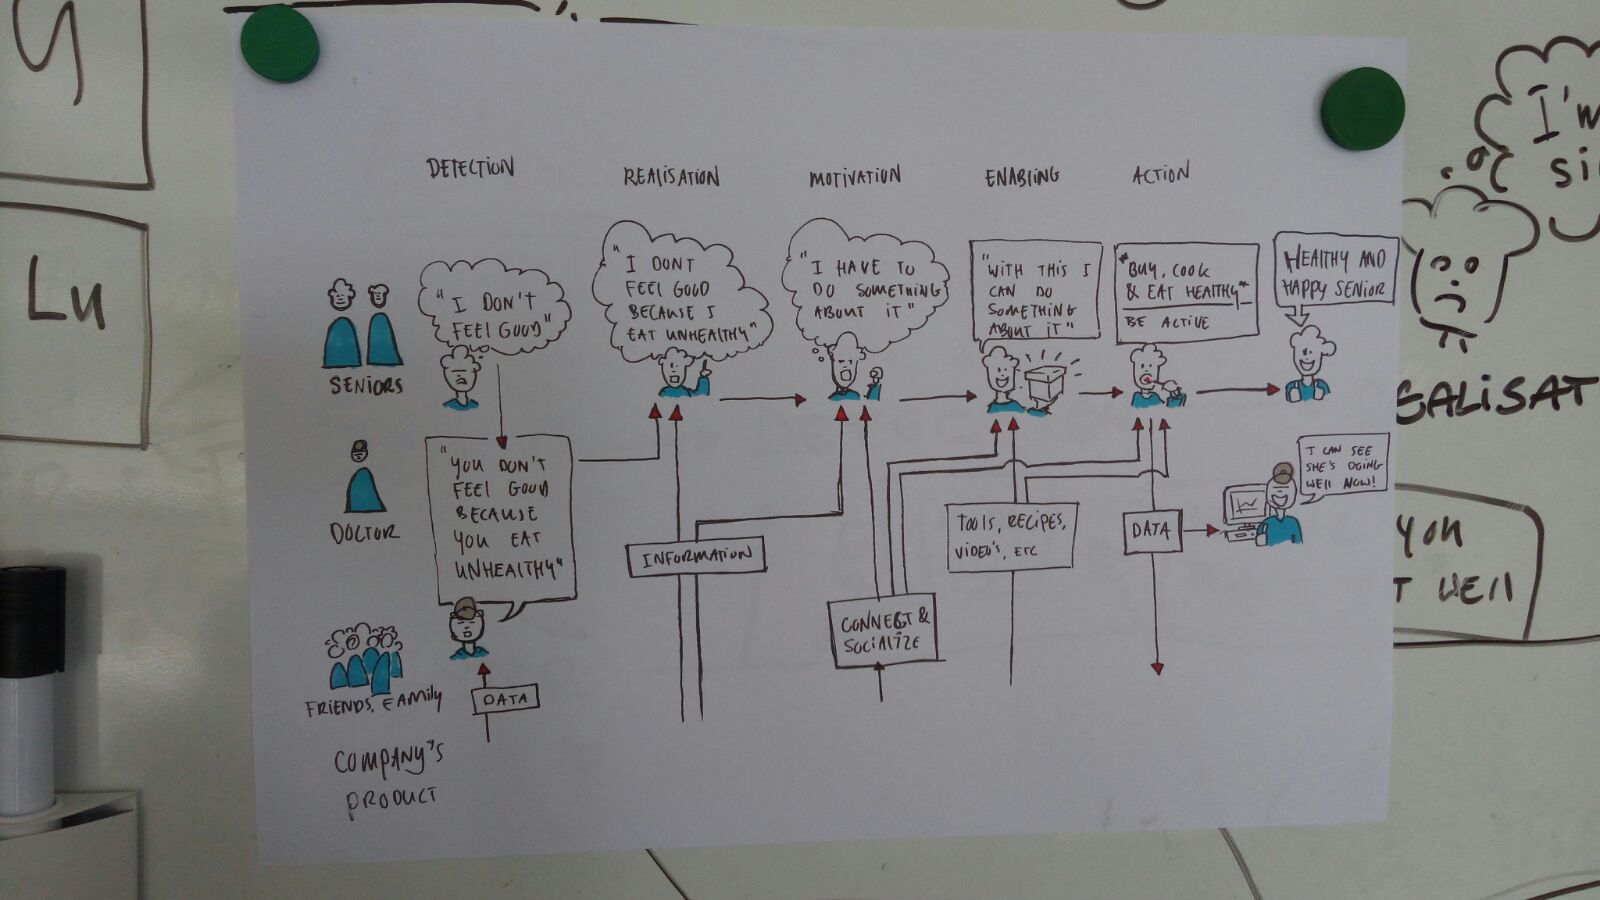 DETECTION
REALISATION
MOTIVATION
ENABLING
ACTION
"I DON'T
FEEL GOOD"
"I DONT
FEEL GOOD
BECAUSE I
EAT UNHEALTHY"
"I HAVE TO
DO SOMETHING
ABOUT IT"
"WITH THIS I
CAN DO
SOMETHING
ABOUT IT"
"BUY, COOK
& EAT HEALTHY"
BE ACTIVE
HEALTHY AND
HAPPY SENIOR
SENIORS
"YOU DON'T
FEEL GOOD
BECAUSE
YOU EAT
UNHEALTHY"
DOCTOR
INFORMATION
TOOLS, RECIPES,
VIDEO'S, ETC
DATA
I CAN SEE
SHE'S DOING
WELL NOW!
CONNECT &
SOCIALIZE
FRIENDS, FAMILY
DATA
COMPANY'S
PRODUCT
Lu
I'm
si
EALISAT
you
T WEll